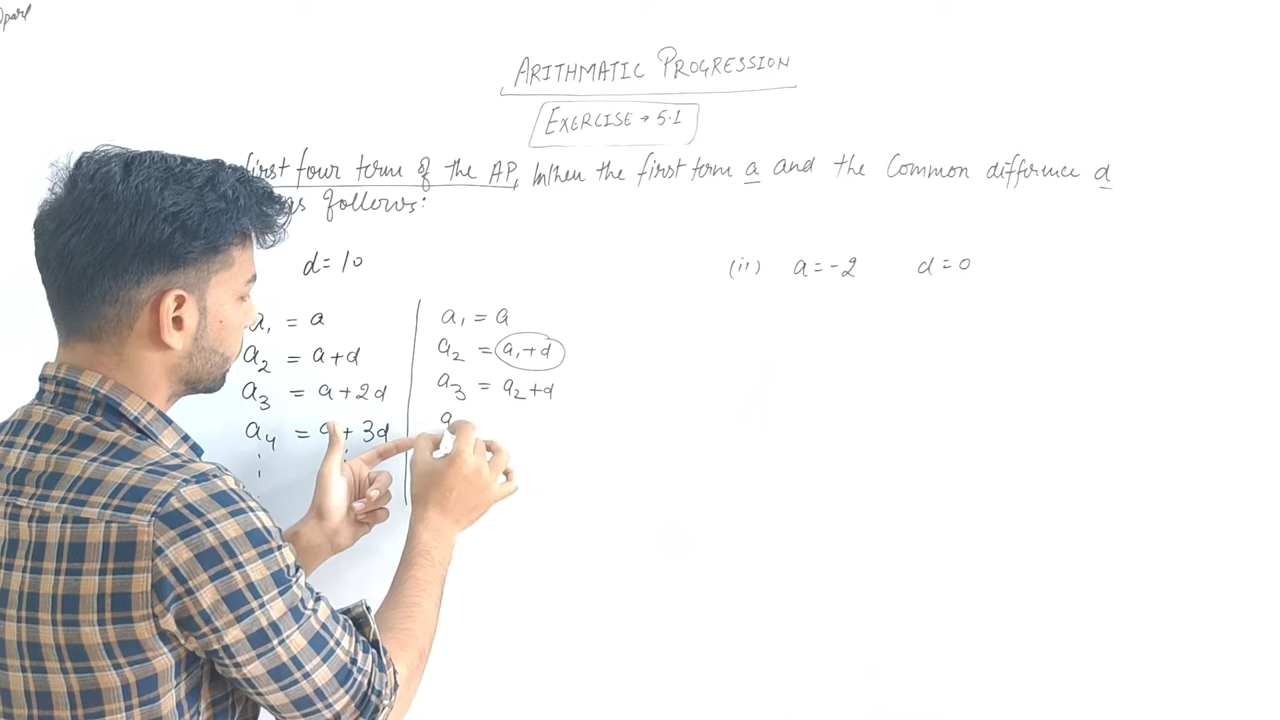 ARITHMATIC PROGRESSION
EXERCISE → 5.1
first four term of the AP, When the first term a and the Common difference d
as follows:
d = 10
(ii) a = -2 d = 0
a₁ = a
a₂ = a + d
a₃ = a + 2d
a₄ = a + 3d
a₁ = a
a₂ = a₁ + d
a₃ = a₂ + d
a